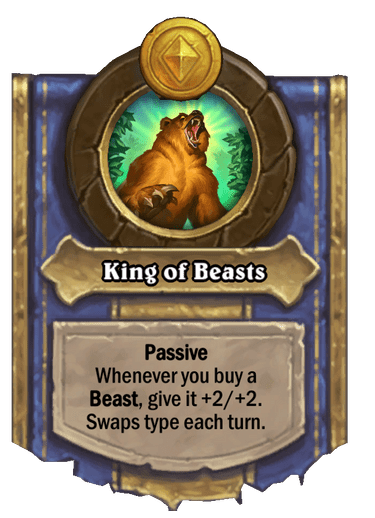 King of Beasts
Passive
Whenever you buy a
Beast, give it +2/+2.
Swaps type each turn.